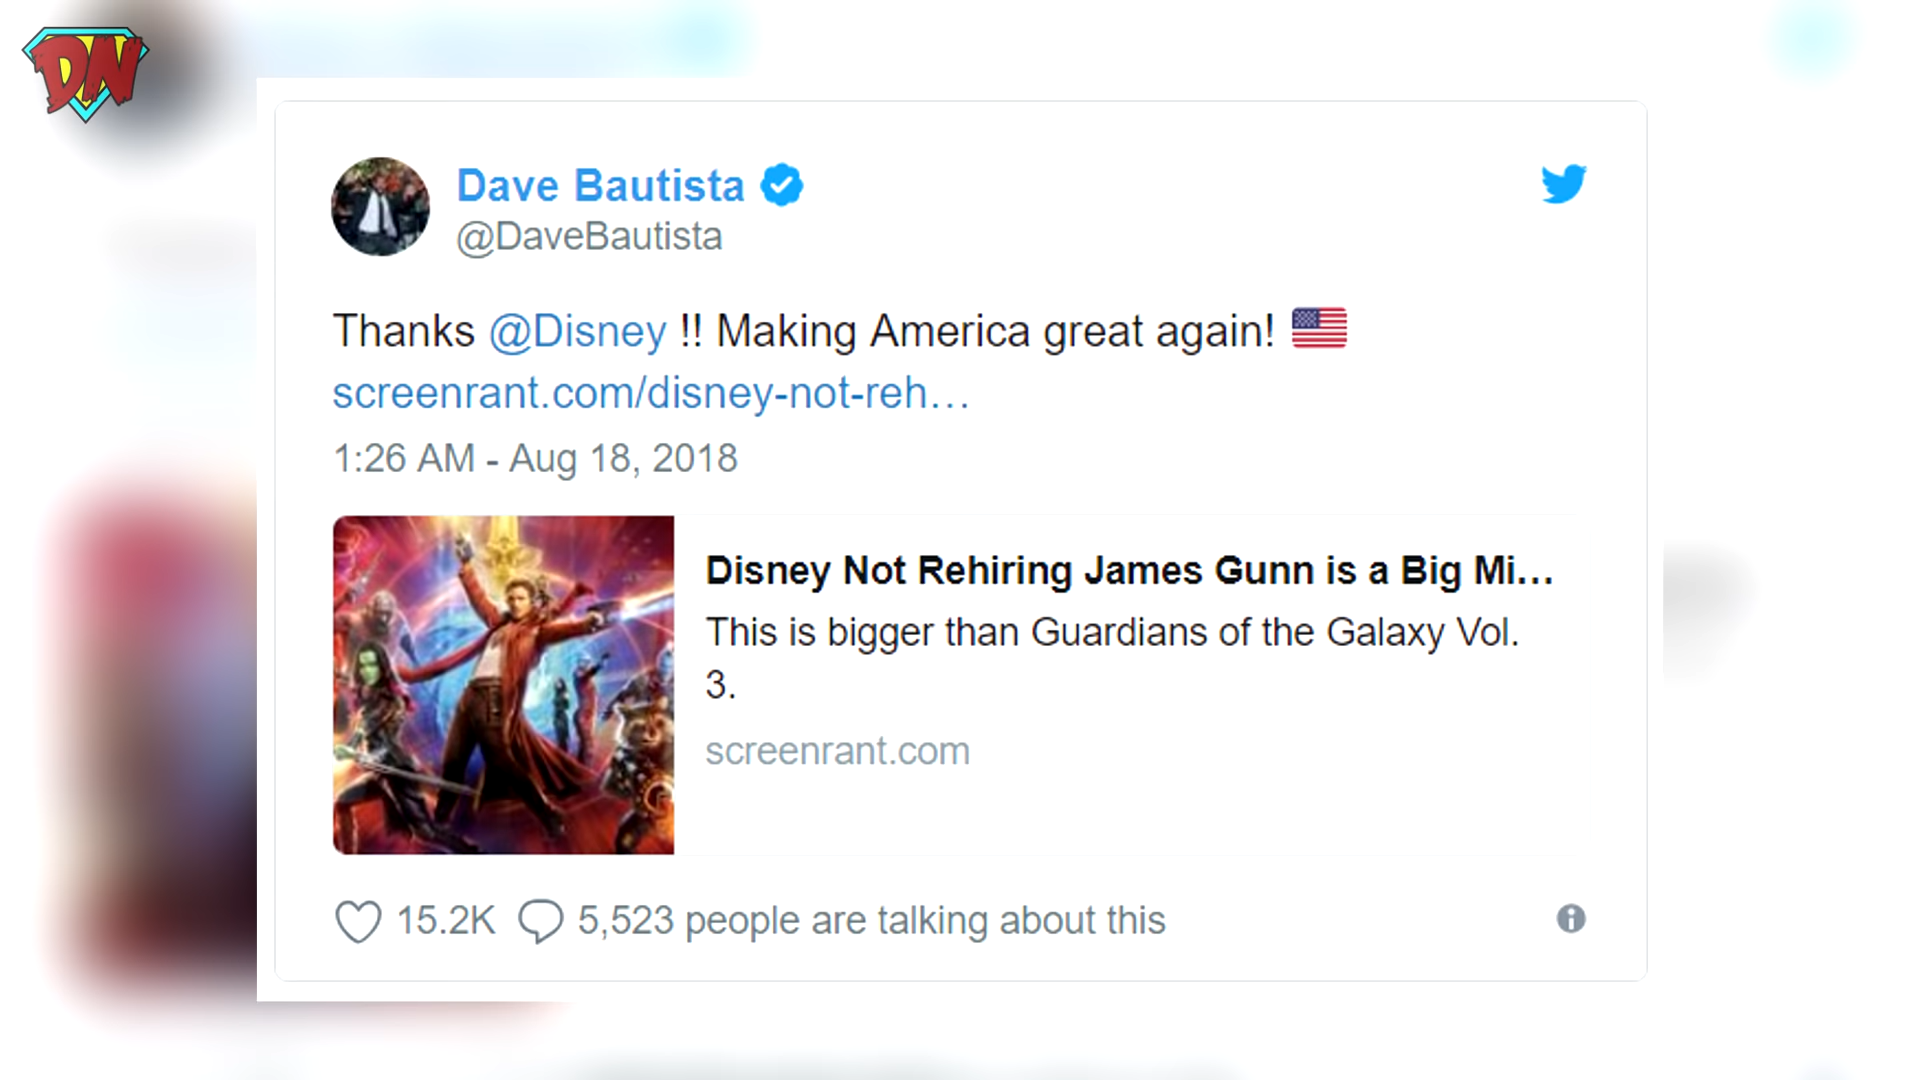 DN
Dave Bautista
@DaveBautista
Thanks @Disney !! Making America great again! 🇺🇸
screenrant.com/disney-not-reh…
1:26 AM - Aug 18, 2018
Disney Not Rehiring James Gunn is a Big Mi…
This is bigger than Guardians of the Galaxy Vol.
3.
screenrant.com
15.2K 5,523 people are talking about this